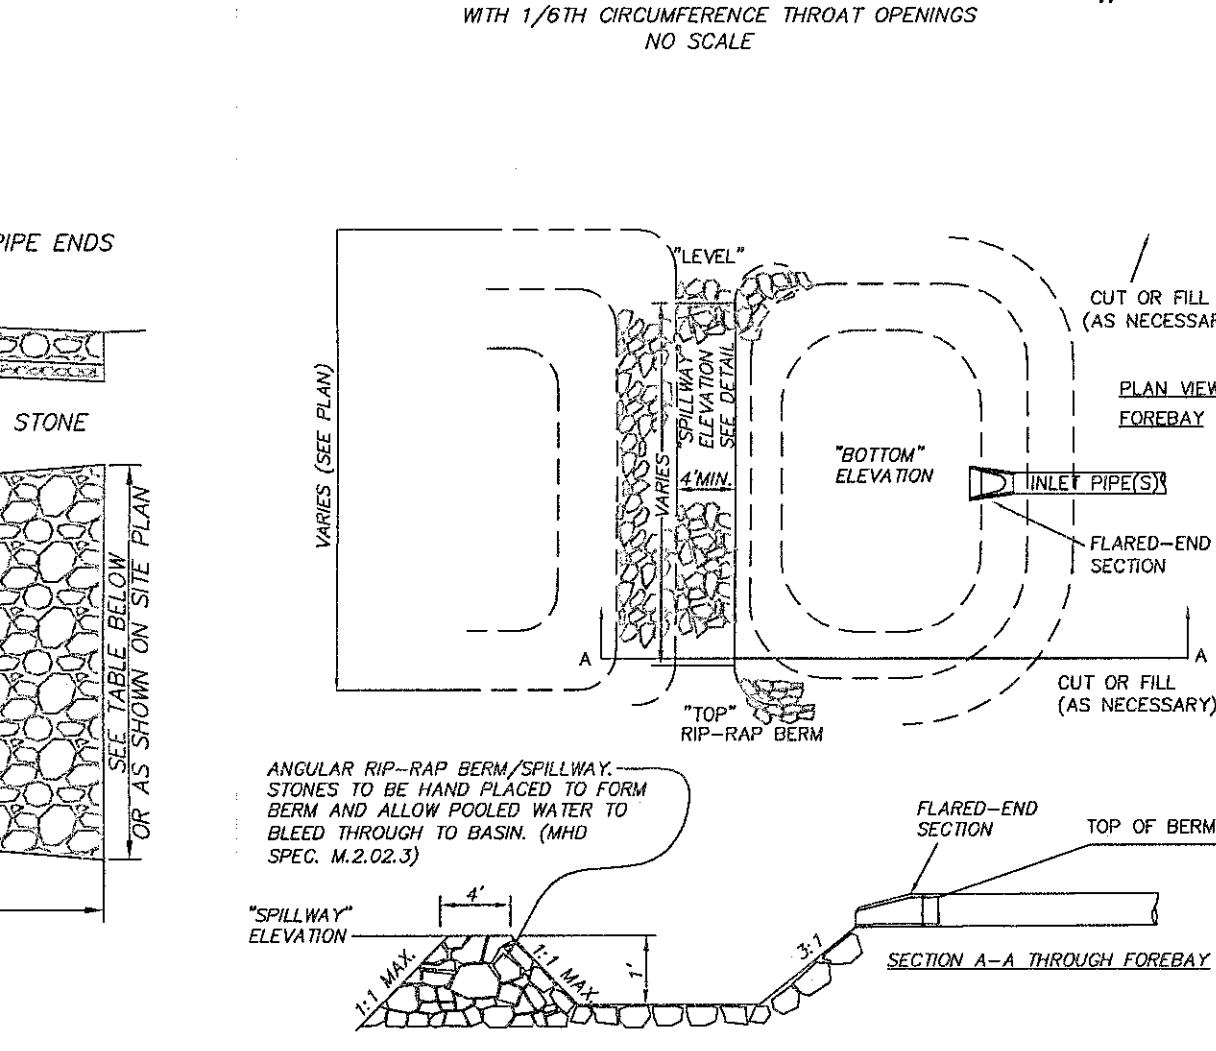 WITH 1/6TH CIRCUMFERENCE THROAT OPENINGS
NO SCALE
PIPE ENDS
STONE
SEE TABLE BELOW
OR AS SHOWN ON SITE PLAN
VARIES (SEE PLAN)
"LEVEL"
"SPILLWAY"
ELEVATION
SEE DETAIL
VARIES
4'MIN.
"BOTTOM"
ELEVATION
CUT OR FILL
(AS NECESSAR
PLAN VIEW
FOREBAY
INLET PIPE(S)
FLARED-END
SECTION
A
A
CUT OR FILL
(AS NECESSARY)
"TOP"
RIP-RAP BERM
ANGULAR RIP-RAP BERM/SPILLWAY.
STONES TO BE HAND PLACED TO FORM
BERM AND ALLOW POOLED WATER TO
BLEED THROUGH TO BASIN. (MHD
SPEC. M.2.02.3)
FLARED-END
SECTION
TOP OF BERM
4'
"SPILLWAY"
ELEVATION
1:1 MAX.
1:1 MAX.
1'
3:1
SECTION A-A THROUGH FOREBAY